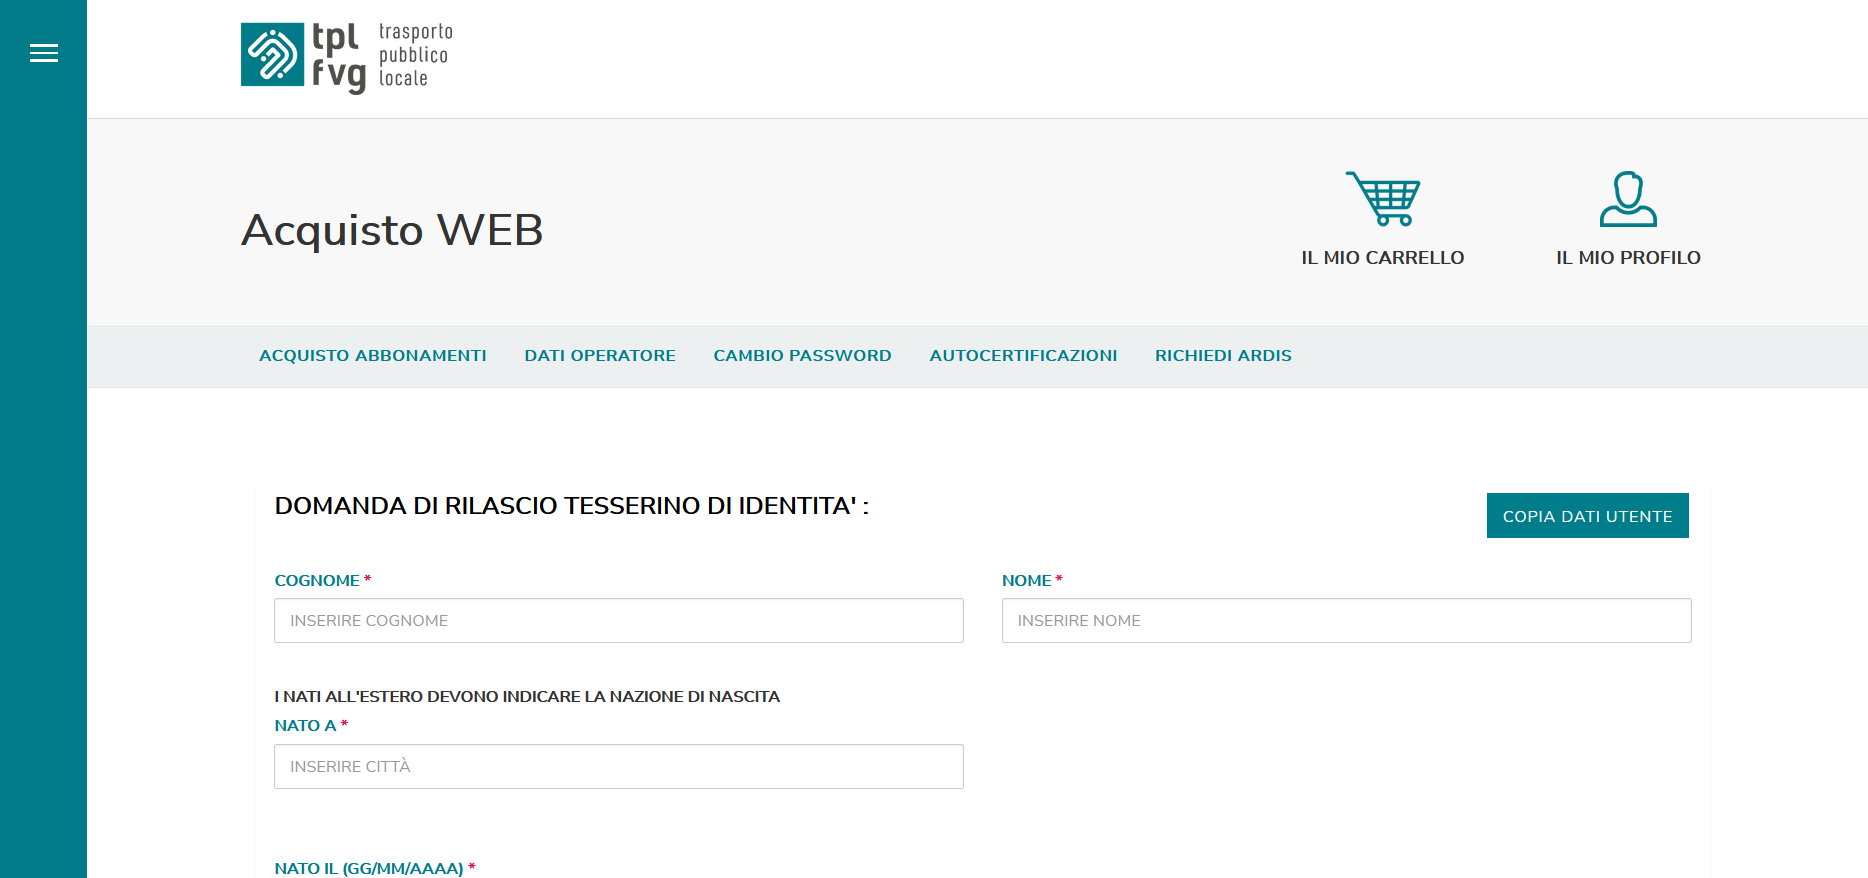 tpl
fvg
trasporto
pubblico
locale
Acquisto WEB
IL MIO CARRELLO
IL MIO PROFILO
ACQUISTO ABBONAMENTI
DATI OPERATORE
CAMBIO PASSWORD
AUTOCERTIFICAZIONI
RICHIEDI ARDIS
DOMANDA DI RILASCIO TESSERINO DI IDENTITA' :
COPIA DATI UTENTE
COGNOME *
INSERIRE COGNOME
NOME *
INSERIRE NOME
I NATI ALL'ESTERO DEVONO INDICARE LA NAZIONE DI NASCITA
NATO A *
INSERIRE CITTÀ
NATO IL (GG/MM/AAAA) *